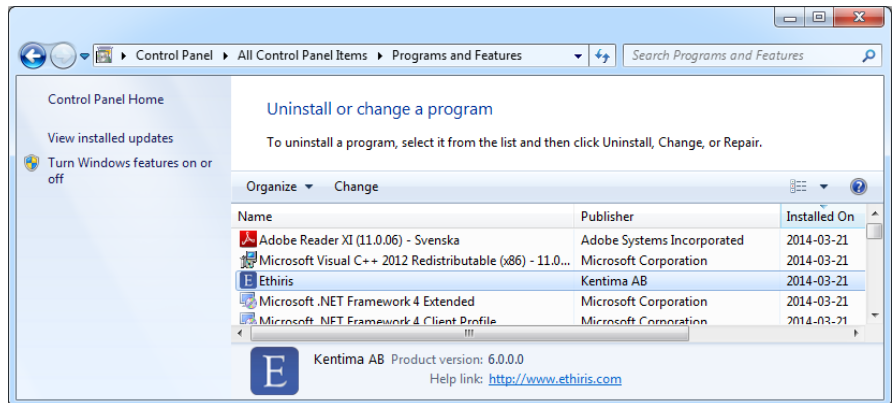 Control Panel ▸ All Control Panel Items ▸ Programs and Features
Search Programs and Features
Control Panel Home
View installed updates
Turn Windows features on or
off
Uninstall or change a program
To uninstall a program, select it from the list and then click Uninstall, Change, or Repair.
Organize Change
Name Publisher Installed On
Adobe Reader XI (11.0.06) - Svenska Adobe Systems Incorporated 2014-03-21
Microsoft Visual C++ 2012 Redistributable (x86) - 11.0... Microsoft Corporation 2014-03-21
E Ethiris Kentima AB 2014-03-21
Microsoft .NET Framework 4 Extended Microsoft Corporation 2014-03-21
Microsoft .NET Framework 4 Client Profile Microsoft Corporation 2014-03-21
E Kentima AB Product version: 6.0.0.0
Help link: http://www.ethiris.com